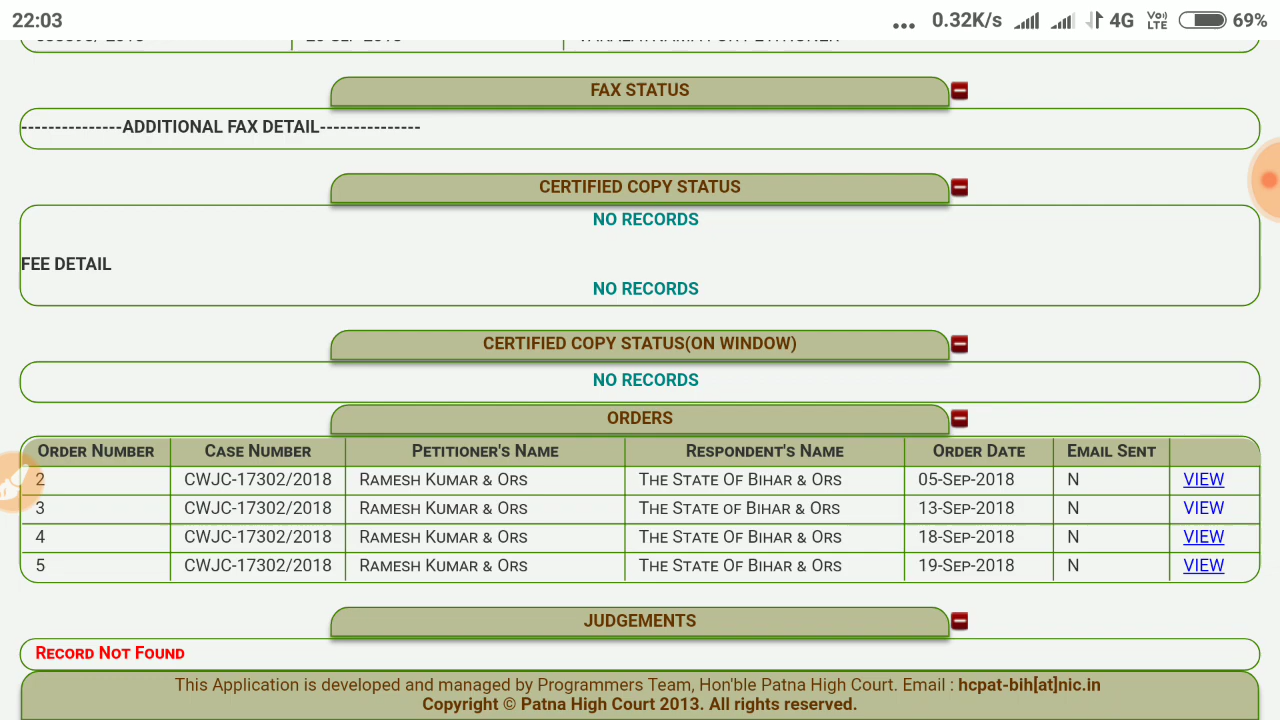 22:03 ... 0.32K/s 4G VoLTE 69%
FAX STATUS
---------------ADDITIONAL FAX DETAIL---------------
CERTIFIED COPY STATUS
NO RECORDS
FEE DETAIL
NO RECORDS
CERTIFIED COPY STATUS(ON WINDOW)
NO RECORDS
ORDERS
ORDER NUMBER CASE NUMBER PETITIONER'S NAME RESPONDENT'S NAME ORDER DATE EMAIL SENT
2 CWJC-17302/2018 RAMESH KUMAR & ORS THE STATE OF BIHAR & ORS 05-SEP-2018 N VIEW
3 CWJC-17302/2018 RAMESH KUMAR & ORS THE STATE OF BIHAR & ORS 13-SEP-2018 N VIEW
4 CWJC-17302/2018 RAMESH KUMAR & ORS THE STATE OF BIHAR & ORS 18-SEP-2018 N VIEW
5 CWJC-17302/2018 RAMESH KUMAR & ORS THE STATE OF BIHAR & ORS 19-SEP-2018 N VIEW
JUDGEMENTS
RECORD NOT FOUND
This Application is developed and managed by Programmers Team, Hon'ble Patna High Court. Email : hcpat-bih[at]nic.in
Copyright © Patna High Court 2013. All rights reserved.